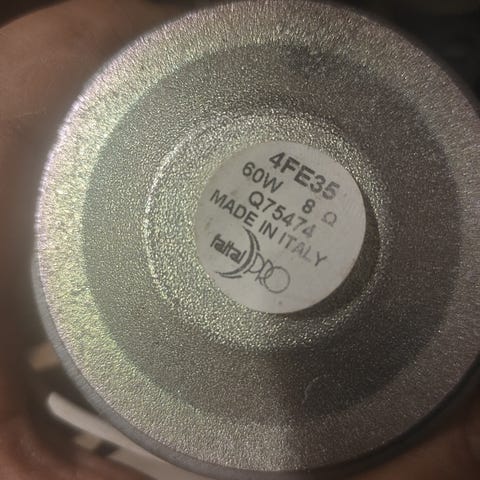 4FE35
60W 8 Ω
Q75474
MADE IN ITALY
faital
PRO